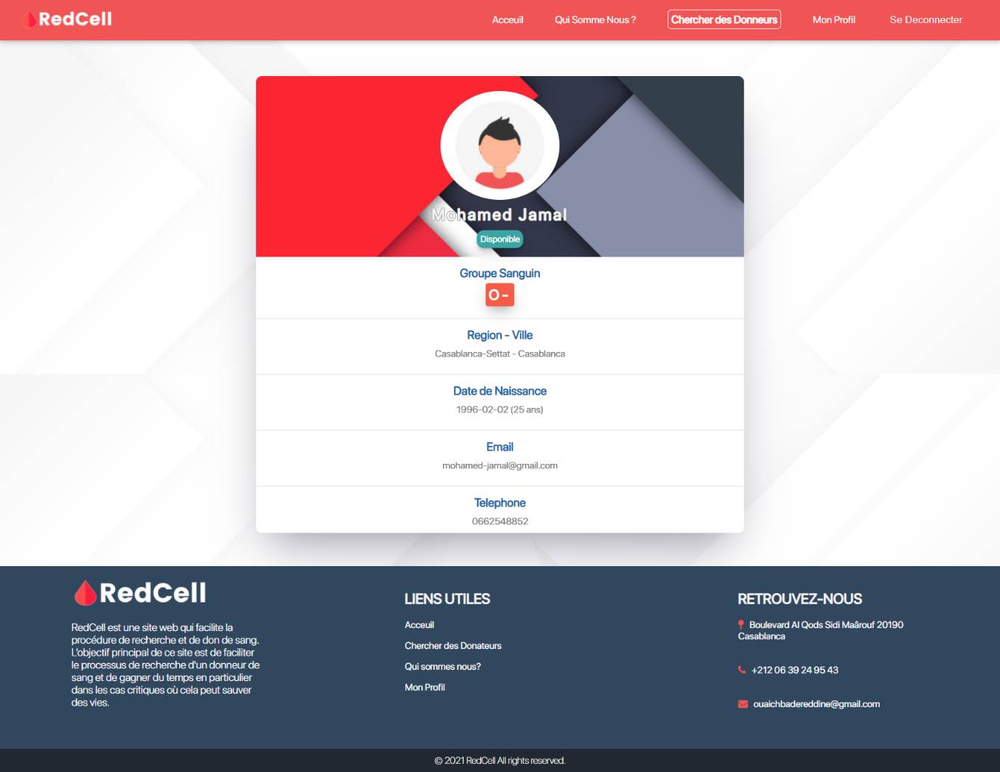 RedCell
Acceuil
Qui Somme Nous ?
Chercher des Donneurs
Mon Profil
Se Deconnecter
Mohamed Jamal
Disponible
Groupe Sanguin
O-
Region - Ville
Casablanca-Settat - Casablanca
Date de Naissance
1996-02-02 (25 ans)
Email
mohamed-jamal@gmail.com
Telephone
0662548852
RedCell
RedCell est une site web qui facilite la
procédure de recherche et de don de sang.
L'objectif principal de ce site est de faciliter
le processus de recherche d'un donneur de
sang et de gagner du temps en particulier
dans les cas critiques où cela peut sauver
des vies.
LIENS UTILES
Acceuil
Chercher des Donateurs
Qui sommes nous?
Mon Profil
RETROUVEZ-NOUS
Boulevard Al Qods Sidi Maârouf 20190
Casablanca
+212 06 39 24 95 43
ouaichbadereddine@gmail.com
© 2021 RedCell All rights reserved.